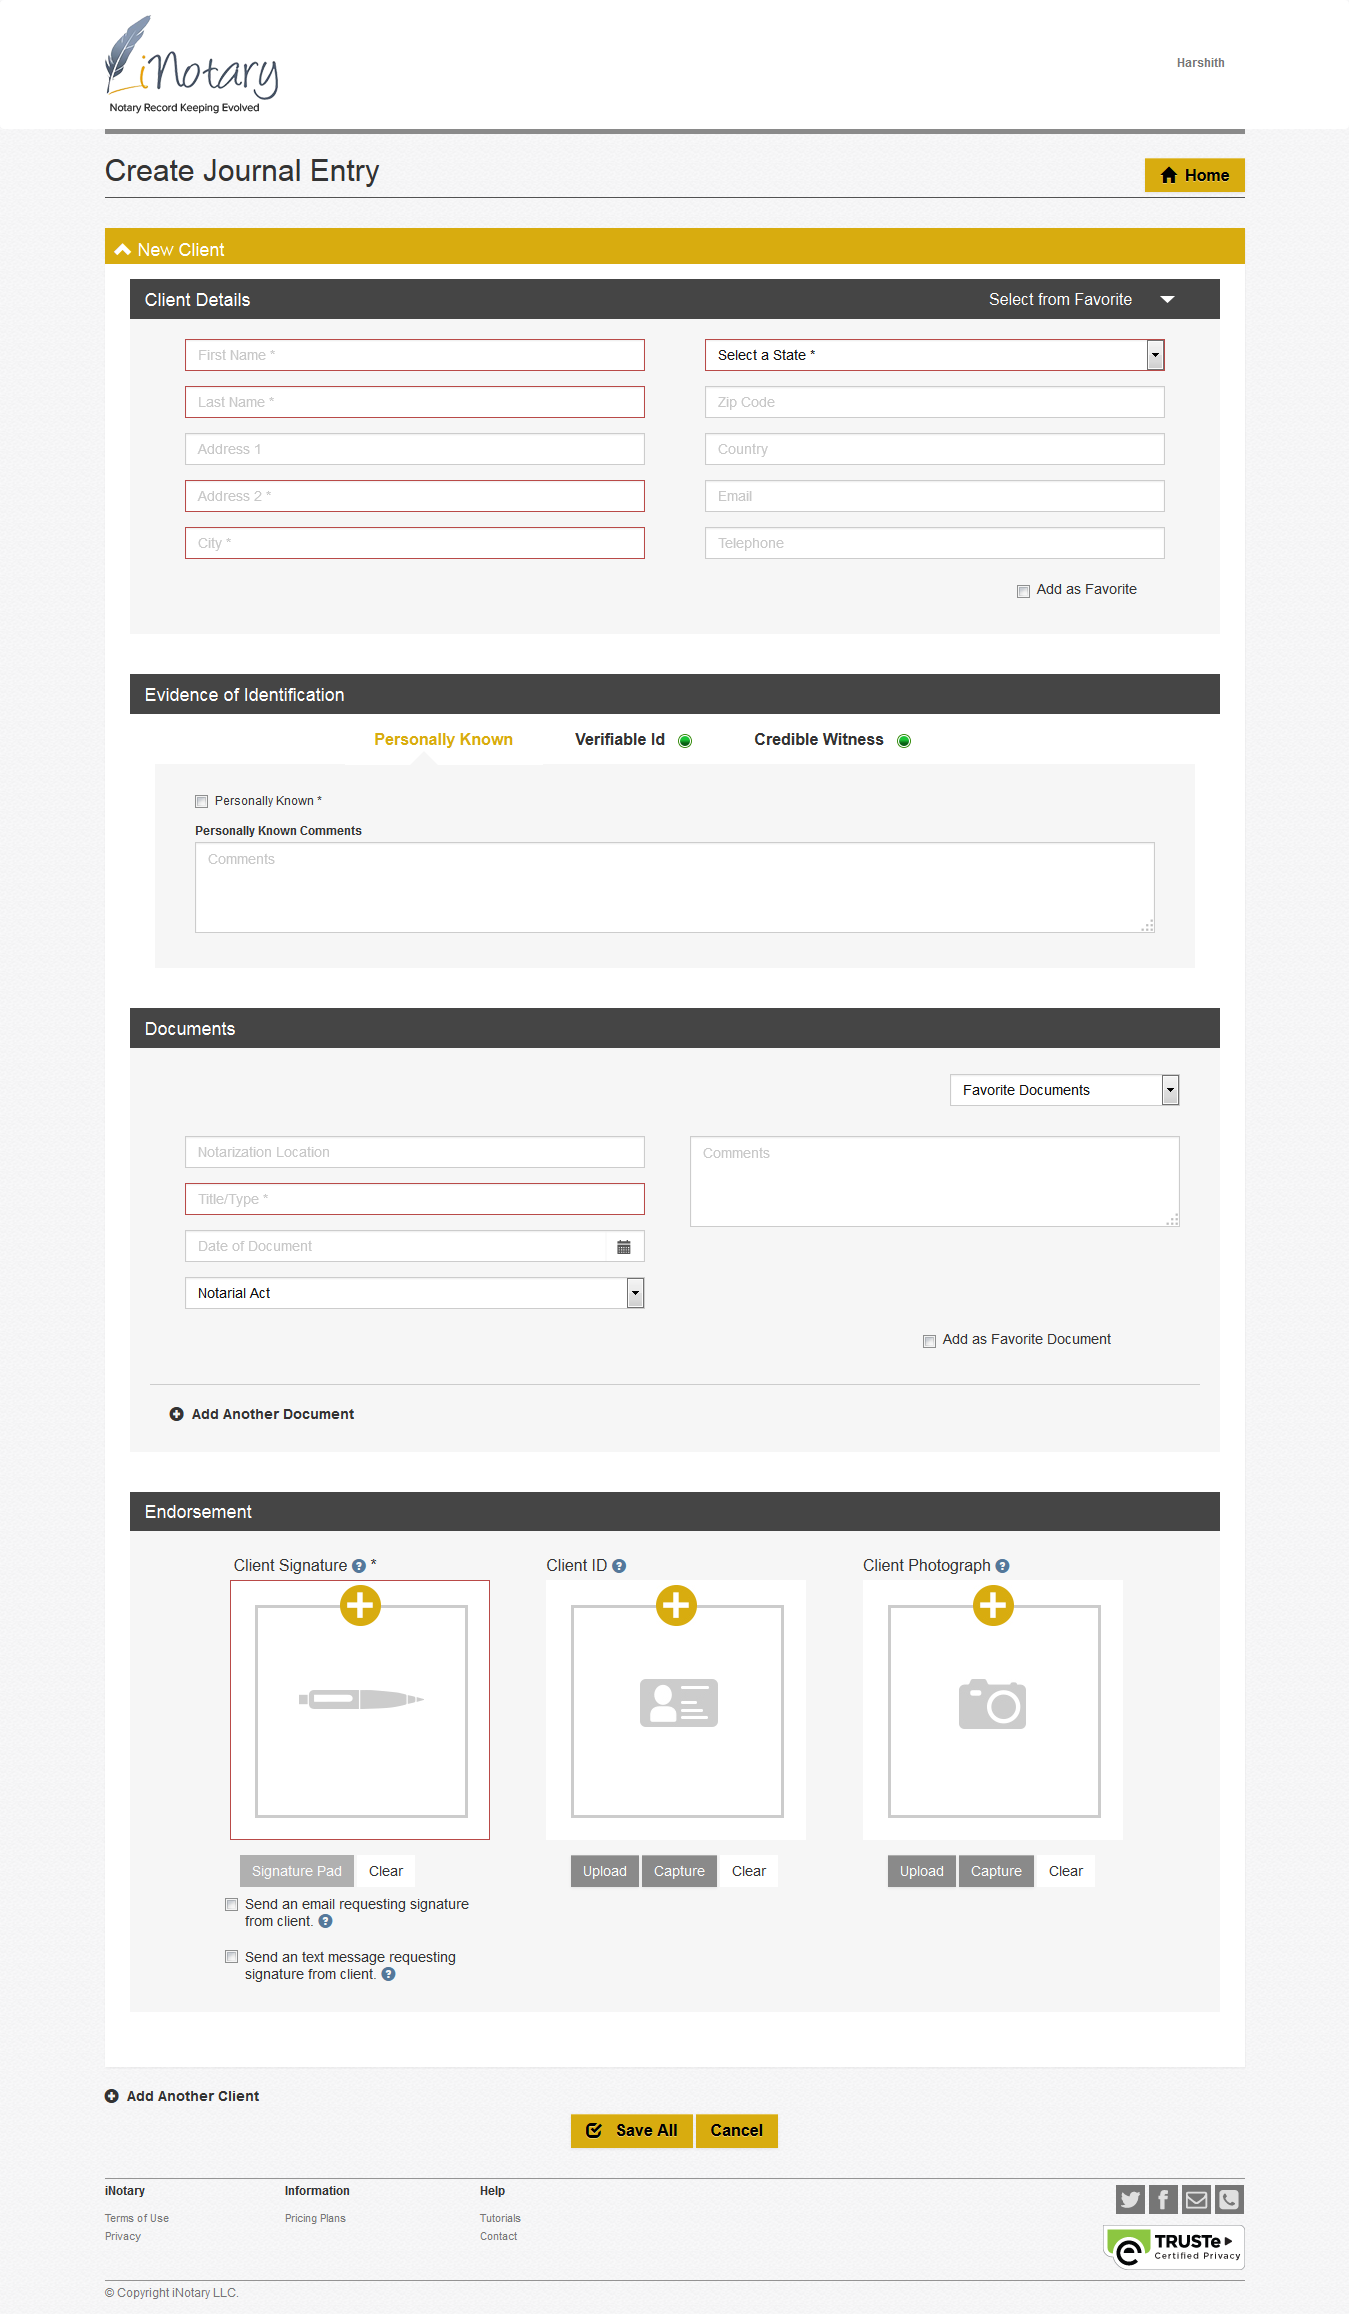 iNotary
Notary Record Keeping Evolved
Harshith
Create Journal Entry
Home
New Client
Client Details
Select from Favorite
First Name *
Select a State *
Last Name *
Zip Code
Address 1
Country
Address 2 *
Email
City *
Telephone
Add as Favorite
Evidence of Identification
Personally Known
Verifiable Id
Credible Witness
Personally Known *
Personally Known Comments
Comments
Documents
Favorite Documents
Notarization Location
Comments
Title/Type *
Date of Document
Notarial Act
Add as Favorite Document
Add Another Document
Endorsement
Client Signature ? *
Client ID ?
Client Photograph ?
Signature Pad
Clear
Upload
Capture
Clear
Upload
Capture
Clear
Send an email requesting signature
from client. ?
Send an text message requesting
signature from client. ?
Add Another Client
Save All
Cancel
iNotary
Information
Help
Terms of Use
Pricing Plans
Tutorials
Privacy
Contact
TRUSTe
Certified Privacy
© Copyright iNotary LLC.